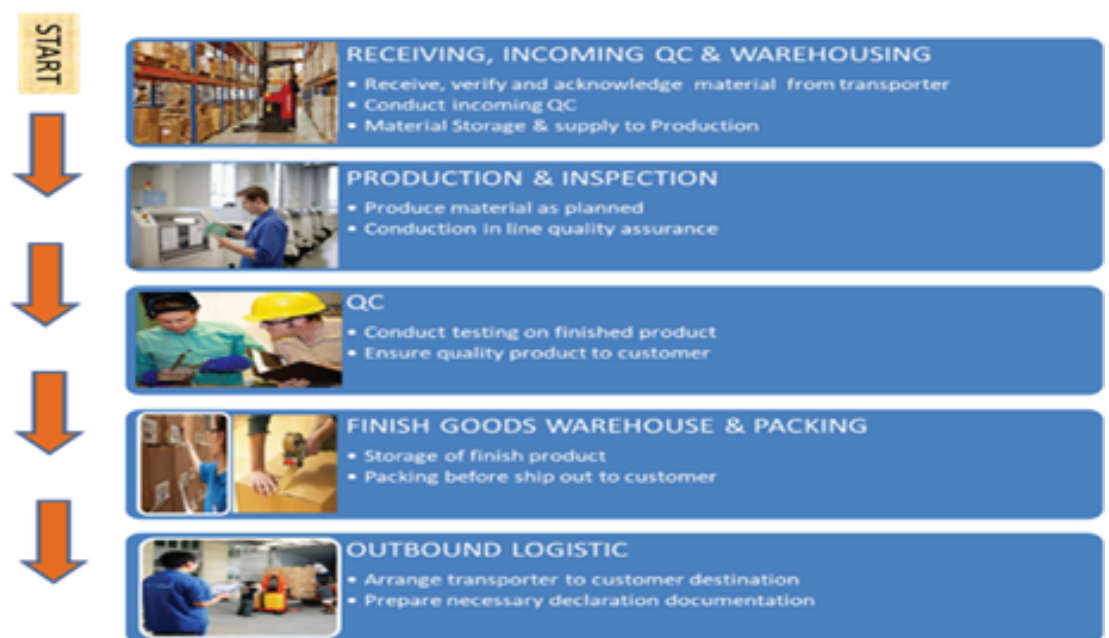 START
RECEIVING, INCOMING QC & WAREHOUSING
• Receive, verify and acknowledge material from transporter
• Conduct incoming QC
• Material Storage & supply to Production
PRODUCTION & INSPECTION
• Produce material as planned
• Conduction in line quality assurance
QC
• Conduct testing on finished product
• Ensure quality product to customer
FINISH GOODS WAREHOUSE & PACKING
• Storage of finish product
• Packing before ship out to customer
OUTBOUND LOGISTIC
• Arrange transporter to customer destination
• Prepare necessary declaration documentation